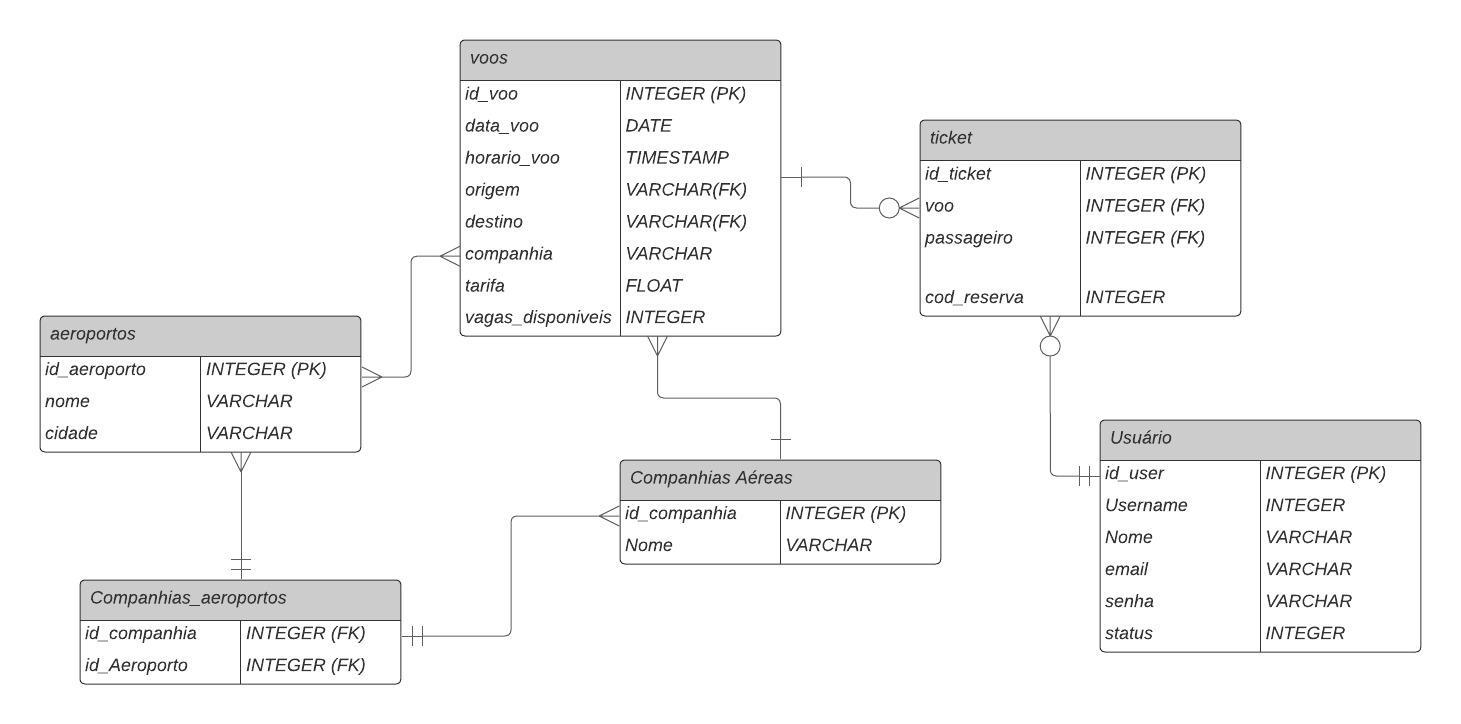 voos
id_voo INTEGER (PK)
data_voo DATE
horario_voo TIMESTAMP
origem VARCHAR(FK)
destino VARCHAR(FK)
companhia VARCHAR
tarifa FLOAT
vagas_disponiveis INTEGER
ticket
id_ticket INTEGER (PK)
voo INTEGER (FK)
passageiro INTEGER (FK)
cod_reserva INTEGER
aeroportos
id_aeroporto INTEGER (PK)
nome VARCHAR
cidade VARCHAR
Companhias Aéreas
id_companhia INTEGER (PK)
Nome VARCHAR
Usuário
id_user INTEGER (PK)
Username INTEGER
Nome VARCHAR
email VARCHAR
senha VARCHAR
status INTEGER
Companhias_aeroportos
id_companhia INTEGER (FK)
id_Aeroporto INTEGER (FK)